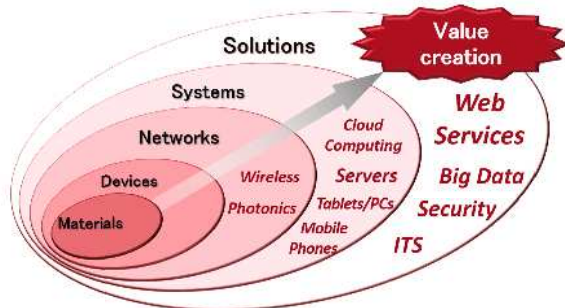 Value
creation
Solutions
Systems
Networks
Devices
Materials
Wireless
Photonics
Cloud
Computing
Servers
Tablets/PCs
Mobile
Phones
Web
Services
Big Data
Security
ITS